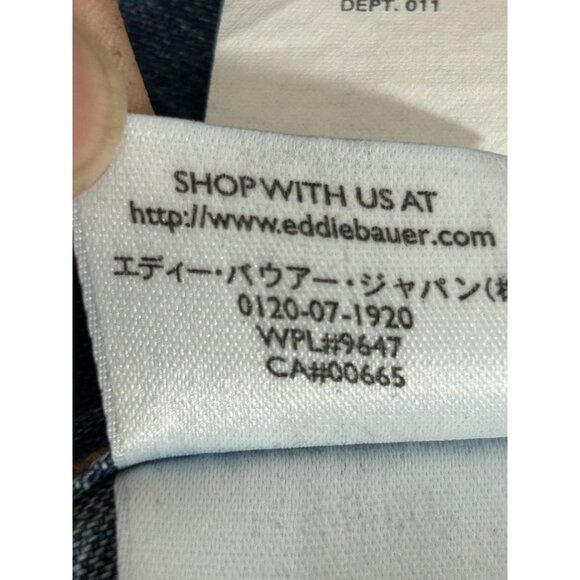 DEPT. 011
SHOP WITH US AT
http://www.eddiebauer.com
エディー・バウアー・ジャパン(株
0120-07-1920
WPL#9647
CA#00665